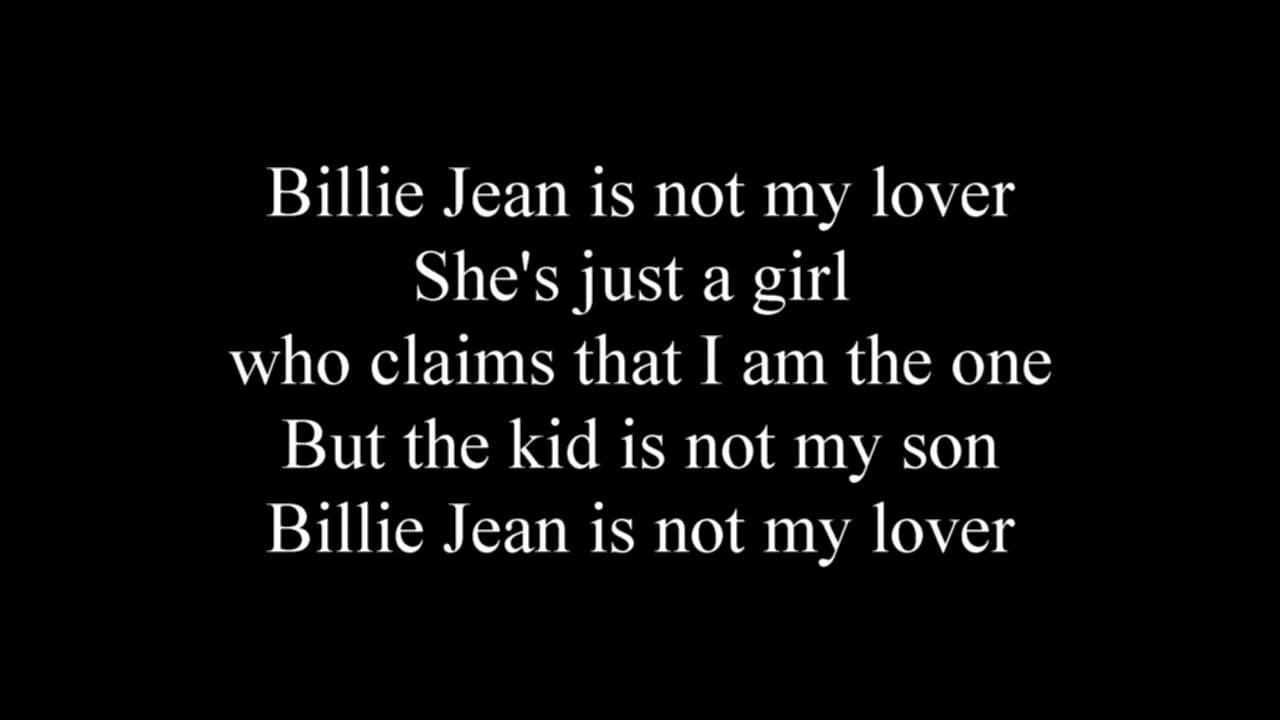 Billie Jean is not my lover
She's just a girl
who claims that I am the one
But the kid is not my son
Billie Jean is not my lover